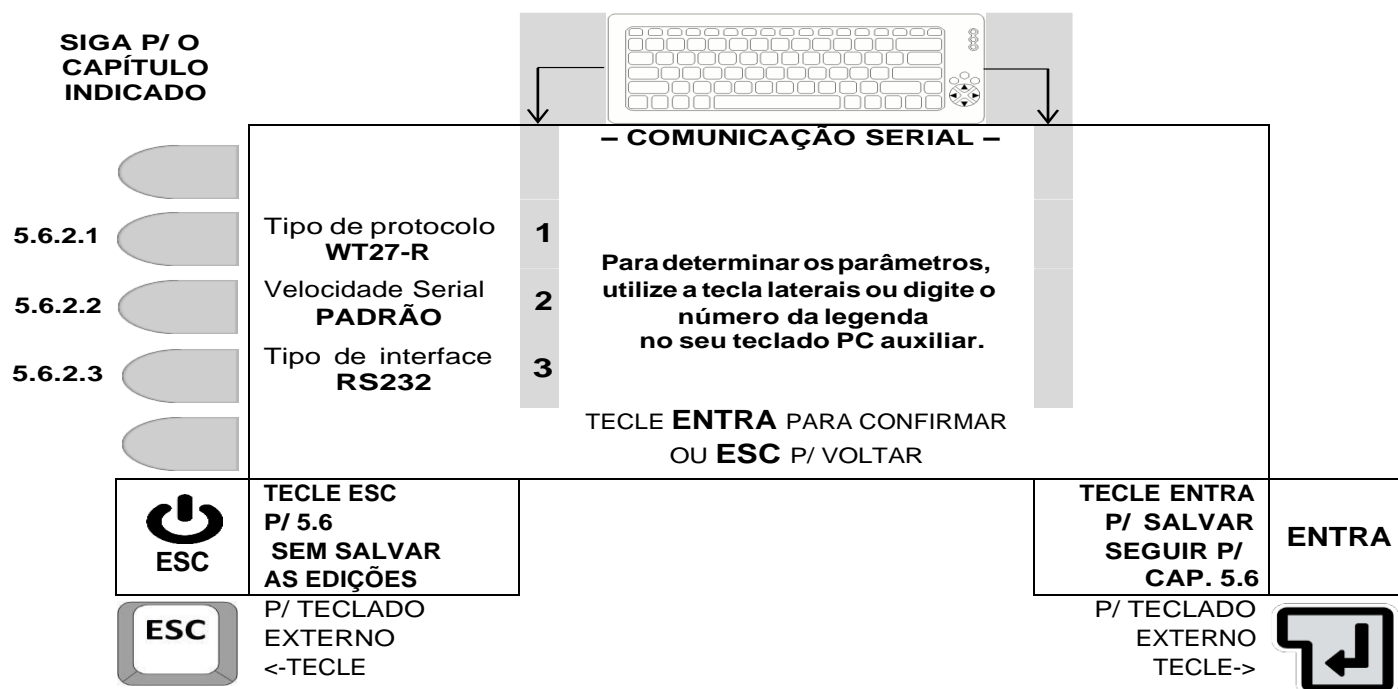 SIGA P/ O
CAPÍTULO
INDICADO
– COMUNICAÇÃO SERIAL –
5.6.2.1
Tipo de protocolo
WT27-R
1
5.6.2.2
Velocidade Serial
PADRÃO
2
5.6.2.3
Tipo de interface
RS232
3
Para determinar os parâmetros,
utilize a tecla laterais ou digite o
número da legenda
no seu teclado PC auxiliar.
TECLE ENTRA PARA CONFIRMAR
OU ESC P/ VOLTAR
ESC
TECLE ESC
P/ 5.6
SEM SALVAR
AS EDIÇÕES
TECLE ENTRA
P/ SALVAR
SEGUIR P/
CAP. 5.6
ENTRA
ESC
P/ TECLADO
EXTERNO
<-TECLE
P/ TECLADO
EXTERNO
TECLE->